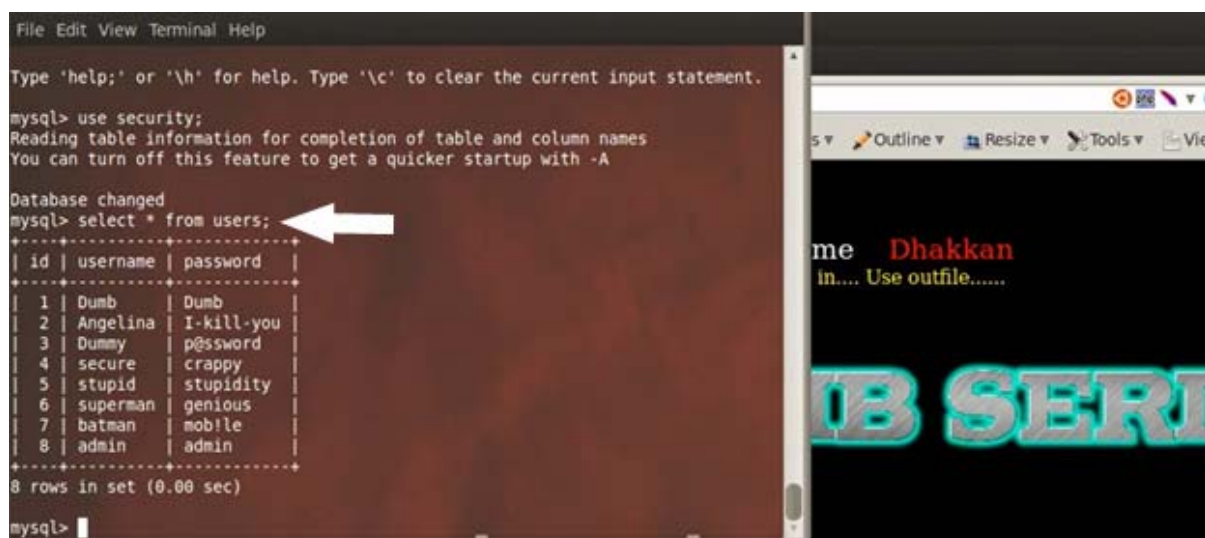 File Edit View Terminal Help
Type 'help;' or '\h' for help. Type '\c' to clear the current input statement.
mysql> use security;
Reading table information for completion of table and column names
You can turn off this feature to get a quicker startup with -A
Database changed
mysql> select * from users;
+----+----------+------------+
| id | username | password   |
+----+----------+------------+
|  1 | Dumb     | Dumb       |
|  2 | Angelina | I-kill-you |
|  3 | Dummy    | p@ssword   |
|  4 | secure   | crappy     |
|  5 | stupid   | stupidity  |
|  6 | superman | genious    |
|  7 | batman   | mob!le     |
|  8 | admin    | admin      |
+----+----------+------------+
8 rows in set (0.00 sec)
mysql>
s Outline Resize Tools Vie
me Dhakkan
in.... Use outfile......
B SERI